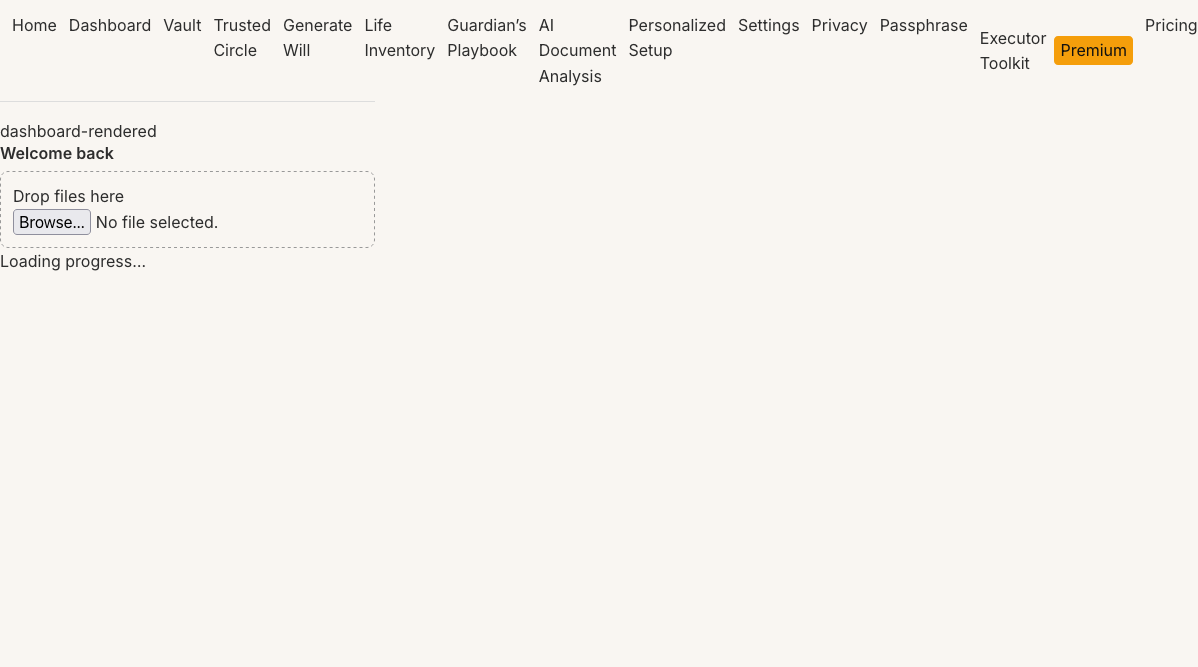 Home Dashboard Vault Trusted Circle Generate Will Life Inventory Guardian’s Playbook AI Document Analysis Personalized Setup Settings Privacy Passphrase Executor Toolkit Premium Pricing
dashboard-rendered
Welcome back
Drop files here
Browse... No file selected.
Loading progress...